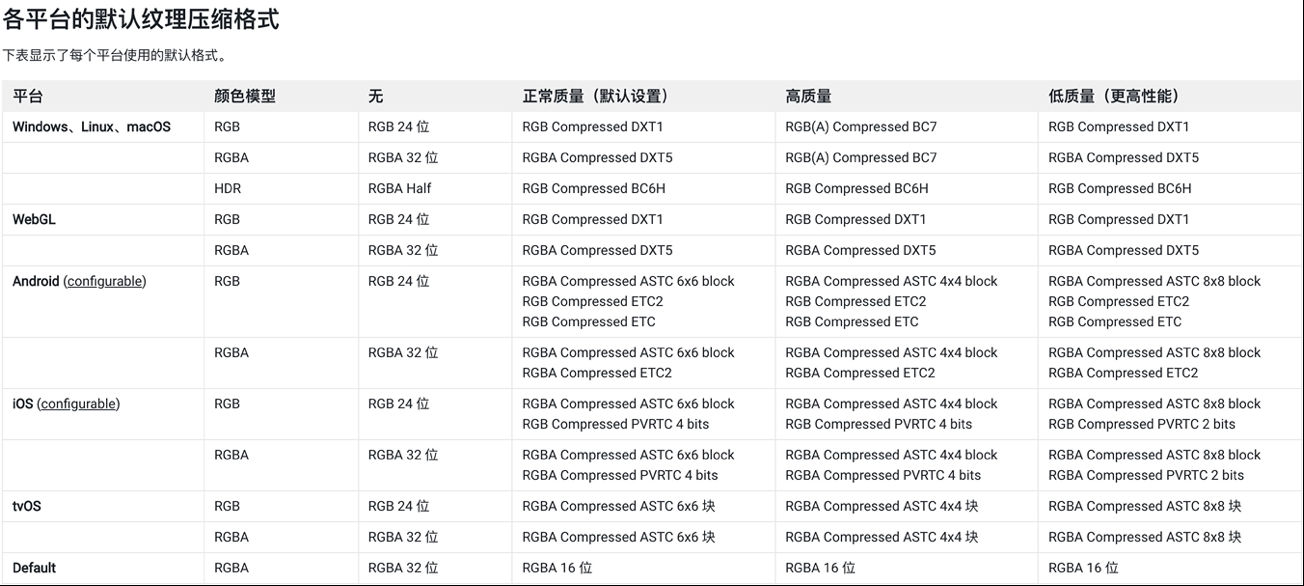 各平台的默认纹理压缩格式
下表显示了每个平台使用的默认格式。
平台 颜色模型 无 正常质量（默认设置） 高质量 低质量（更高性能）
Windows、Linux、macOS RGB RGB 24 位 RGB Compressed DXT1 RGB(A) Compressed BC7 RGB Compressed DXT1
RGBA RGBA 32 位 RGBA Compressed DXT5 RGB(A) Compressed BC7 RGBA Compressed DXT5
HDR RGBA Half RGB Compressed BC6H RGB Compressed BC6H RGB Compressed BC6H
WebGL RGB RGB 24 位 RGB Compressed DXT1 RGB Compressed DXT1 RGB Compressed DXT1
RGBA RGBA 32 位 RGBA Compressed DXT5 RGBA Compressed DXT5 RGBA Compressed DXT5
Android (configurable) RGB RGB 24 位 RGBA Compressed ASTC 6x6 block RGBA Compressed ASTC 4x4 block RGBA Compressed ASTC 8x8 block
RGB Compressed ETC2 RGB Compressed ETC2 RGB Compressed ETC2
RGB Compressed ETC RGB Compressed ETC RGB Compressed ETC
RGBA RGBA 32 位 RGBA Compressed ASTC 6x6 block RGBA Compressed ASTC 4x4 block RGBA Compressed ASTC 8x8 block
RGBA Compressed ETC2 RGBA Compressed ETC2 RGBA Compressed ETC2
iOS (configurable) RGB RGB 24 位 RGBA Compressed ASTC 6x6 block RGBA Compressed ASTC 4x4 block RGBA Compressed ASTC 8x8 block
RGB Compressed PVRTC 4 bits RGB Compressed PVRTC 4 bits RGB Compressed PVRTC 2 bits
RGBA RGBA 32 位 RGBA Compressed ASTC 6x6 block RGBA Compressed ASTC 4x4 block RGBA Compressed ASTC 8x8 block
RGBA Compressed PVRTC 4 bits RGBA Compressed PVRTC 4 bits RGBA Compressed PVRTC 2 bits
tvOS RGB RGB 24 位 RGBA Compressed ASTC 6x6 块 RGBA Compressed ASTC 4x4 块 RGBA Compressed ASTC 8x8 块
RGBA RGBA 32 位 RGBA Compressed ASTC 6x6 块 RGBA Compressed ASTC 4x4 块 RGBA Compressed ASTC 8x8 块
Default RGBA RGBA 32 位 RGBA 16 位 RGBA 16 位 RGBA 16 位